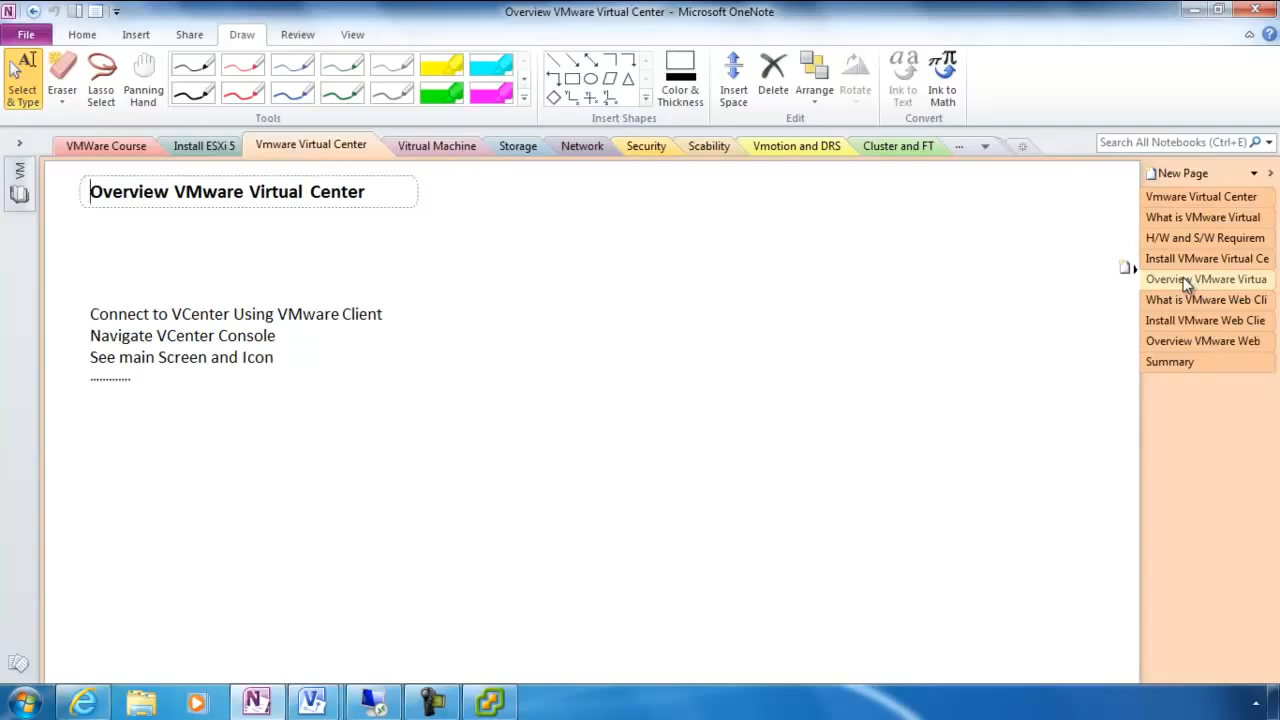 Overview VMware Virtual Center - Microsoft OneNote
File Home Insert Share Draw Review View
Select & Type
Eraser
Lasso Select
Panning Hand
Color & Thickness
Insert Space
Delete
Arrange
Rotate
Ink to Text
Ink to Math
Tools
Insert Shapes
Edit
Convert
VMWare Course Install ESXi 5 Vmware Virtual Center Vitrual Machine Storage Network Security Scability Vmotion and DRS Cluster and FT ...
Search All Notebooks (Ctrl+E)
VM
Overview VMware Virtual Center
Connect to VCenter Using VMware Client
Navigate VCenter Console
See main Screen and Icon
.............
New Page
Vmware Virtual Center
What is VMware Virtual
H/W and S/W Requirem
Install VMware Virtual Ce
Overview VMware Virtua
What is VMware Web Cli
Install VMware Web Clie
Overview VMware Web
Summary